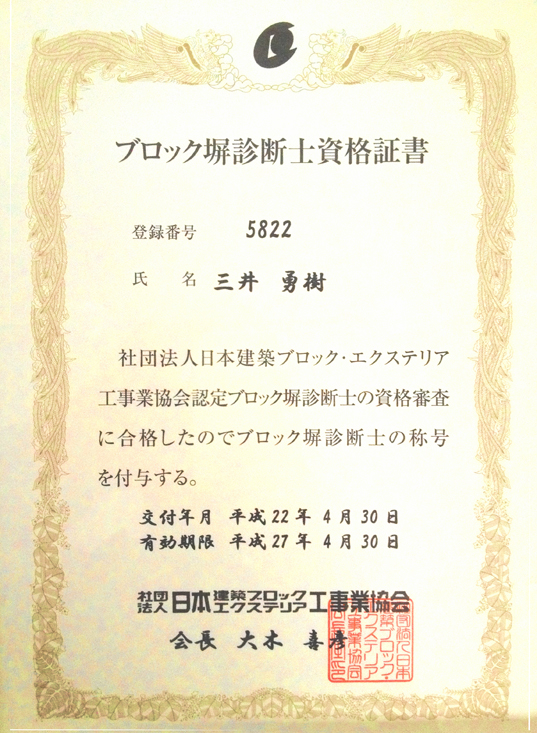 ブロック塀診断士資格証書
登録番号 5822
氏 名 三井 勇樹
社団法人日本建築ブロック・エクステリア
工事業協会認定ブロック塀診断士の資格審査
に合格したのでブロック塀診断士の称号
を付与する。
交付年月 平成22年 4月30日
有効期限 平成27年 4月30日
社団法人日本建築ブロックエクステリア工事業協会
会長 大木 喜彦